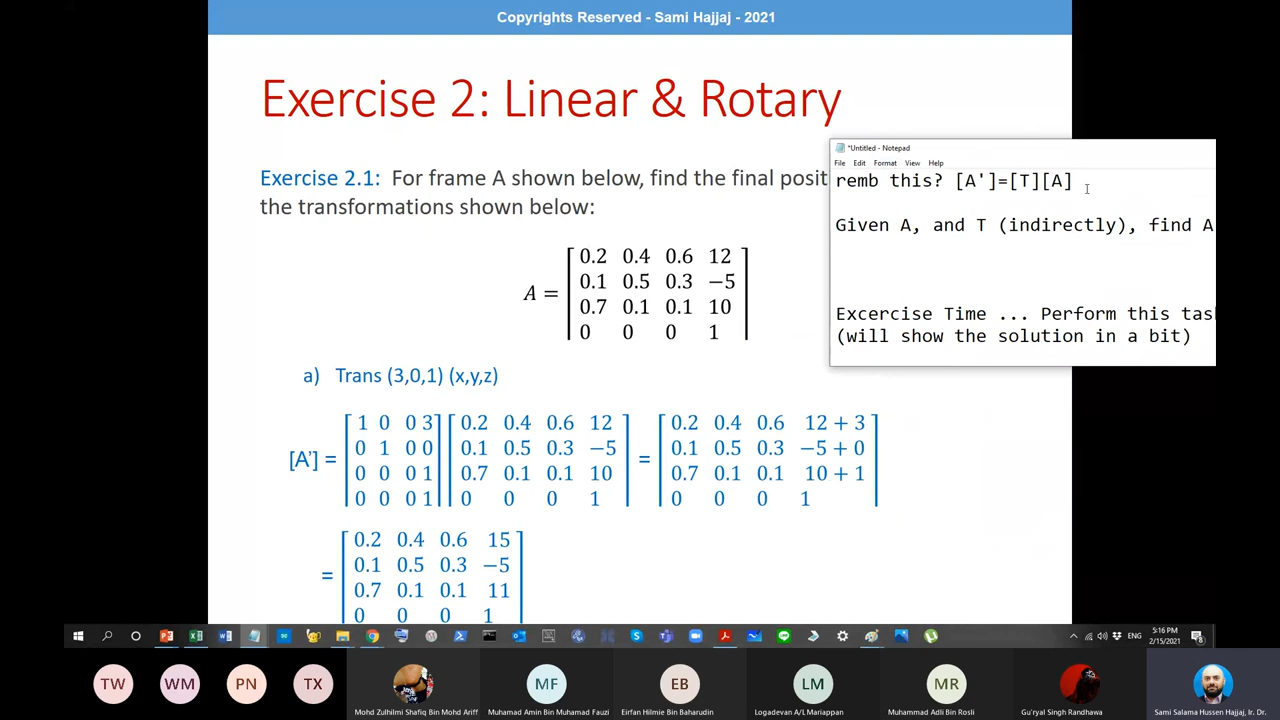 Copyrights Reserved - Sami Hajjaj - 2021
Exercise 2: Linear & Rotary
Exercise 2.1: For frame A shown below, find the final posit
the transformations shown below:
A =
0.2 0.4 0.6 12
0.1 0.5 0.3 −5
0.7 0.1 0.1 10
0 0 0 1
a) Trans (3,0,1) (x,y,z)
[A'] =
1 0 0 3
0 1 0 0
0 0 0 1
0 0 0 1
0.2 0.4 0.6 12
0.1 0.5 0.3 −5
0.7 0.1 0.1 10
0 0 0 1
=
0.2 0.4 0.6 12 + 3
0.1 0.5 0.3 −5 + 0
0.7 0.1 0.1 10 + 1
0 0 0 1
=
0.2 0.4 0.6 15
0.1 0.5 0.3 −5
0.7 0.1 0.1 11
0 0 0 1
*Untitled - Notepad
File Edit Format View Help
remb this? [A']=[T][A]
Given A, and T (indirectly), find A
Excercise Time ... Perform this task
(will show the solution in a bit)
ENG
5:16 PM
2/15/2021
TW
WM
PN
TX
Mohd Zulhilmi Shafiq Bin Mohd Ariff
MF
Muhamad Amin Bin Muhamad Fauzi
EB
Eirfan Hilmie Bin Baharudin
LM
Logadevan A/L Mariappan
MR
Muhammad Adli Bin Rosli
Gu'ryal Singh Randhawa
Sami Salama Hussen Hajjaj, Ir. Dr.